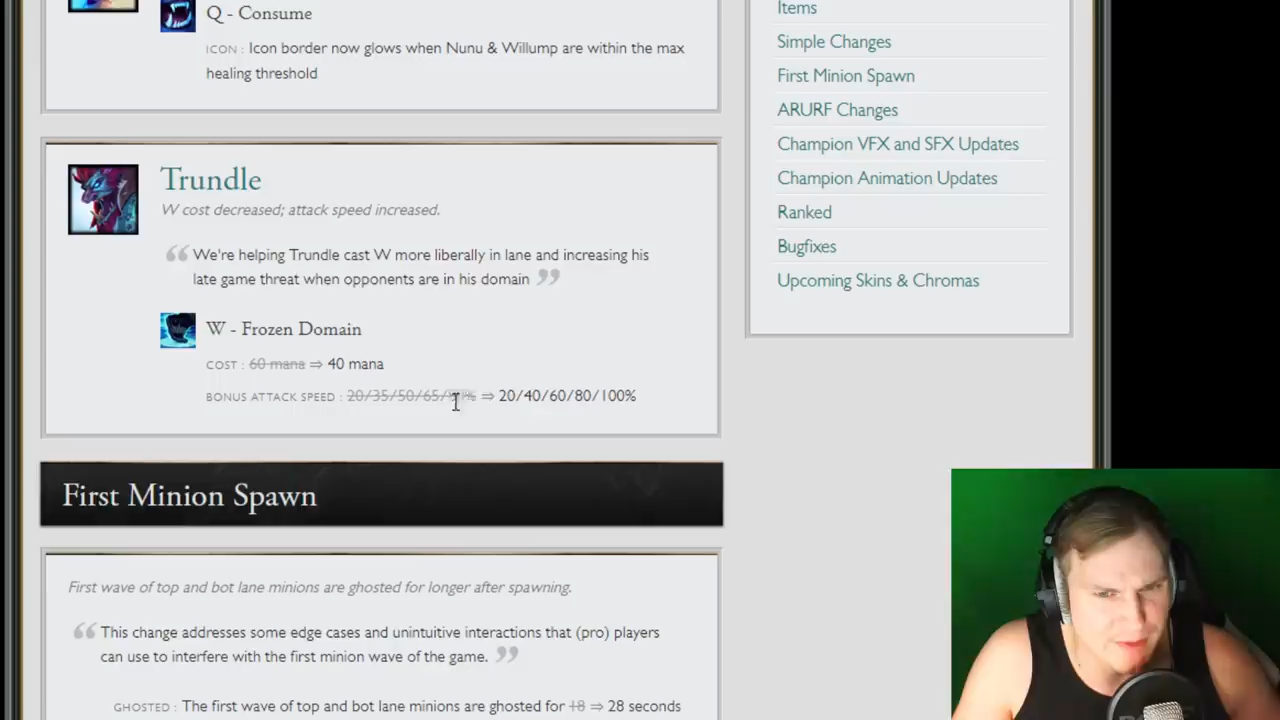 Q - Consume
ICON : Icon border now glows when Nunu & Willump are within the max
healing threshold
Trundle
W cost decreased; attack speed increased.
“ We're helping Trundle cast W more liberally in lane and increasing his
late game threat when opponents are in his domain ”
W - Frozen Domain
COST : 60 mana ⇒ 40 mana
BONUS ATTACK SPEED : 20/35/50/65/ ⇒ 20/40/60/80/100%
First Minion Spawn
First wave of top and bot lane minions are ghosted for longer after spawning.
“ This change addresses some edge cases and unintuitive interactions that (pro) players
can use to interfere with the first minion wave of the game. ”
GHOSTED : The first wave of top and bot lane minions are ghosted for 18 ⇒ 28 seconds
Items
Simple Changes
First Minion Spawn
ARURF Changes
Champion VFX and SFX Updates
Champion Animation Updates
Ranked
Bugfixes
Upcoming Skins & Chromas